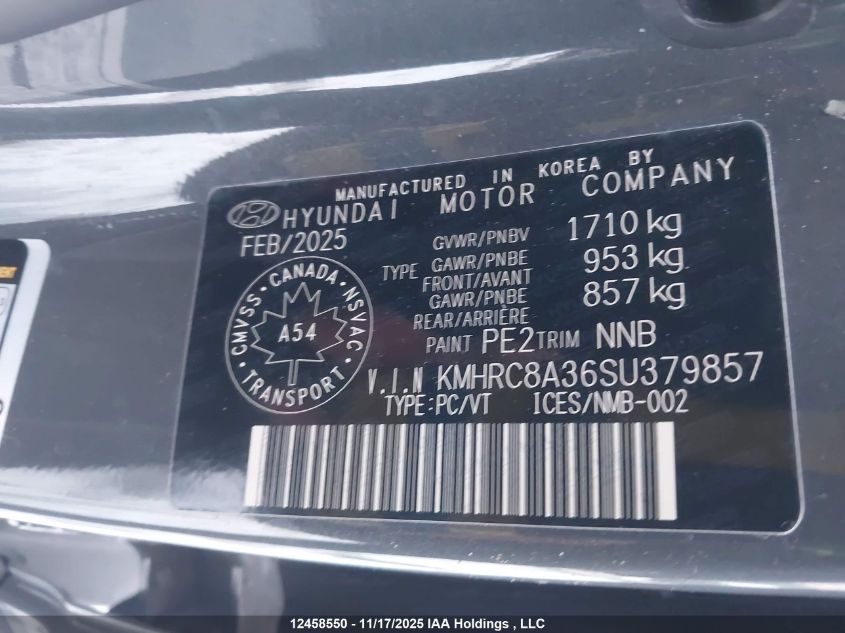 MANUFACTURED IN KOREA BY
HYUNDAI MOTOR COMPANY
FEB/2025
GVWR/PNBV 1710 kg
TYPE GAWR/PNBE 953 kg
FRONT/AVANT
GAWR/PNBE 857 kg
REAR/ARRIÈRE
PAINT PE2 TRIM NNB
CMVSS · CANADA · NSVAC
A54
TRANSPORT
V.I.N KMHRC8A36SU379857
TYPE:PC/VT ICES/NMB-002
12458550 - 11/17/2025 IAA Holdings , LLC